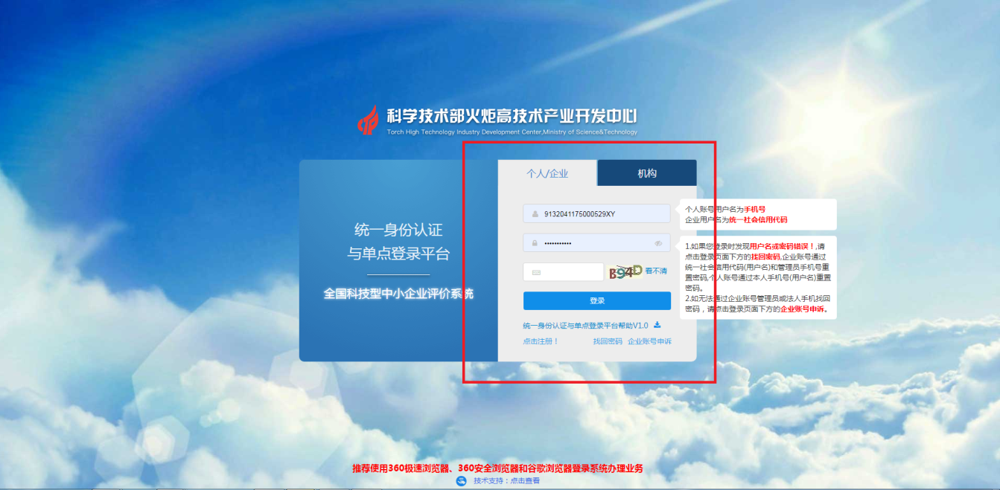 科学技术部火炬高技术产业开发中心
Torch High Technology Industry Development Center,Ministry of Science&Technology
统一身份认证
与单点登录平台
全国科技型中小企业评价系统
个人/企业
机构
9132041175000529XY
•••••••••••
B94D
看不清
登录
统一身份认证与单点登录平台帮助V1.0
点击注册！
找回密码 企业账号申诉
个人账号用户名为手机号
企业用户名为统一社会信用代码
1.如果您登录时发现用户名或密码错误！,请
点击登录页面下方的找回密码,企业账号通过
统一社会信用代码(用户名)和管理员手机号重
置密码,个人账号通过本人手机号(用户名)重置
密码。
2.如无法通过企业账号管理员或法人手机找回
密码，请点击登录页面下方的企业账号申诉。
推荐使用360极速浏览器、360安全浏览器和谷歌浏览器登录系统办理业务
技术支持：点击查看